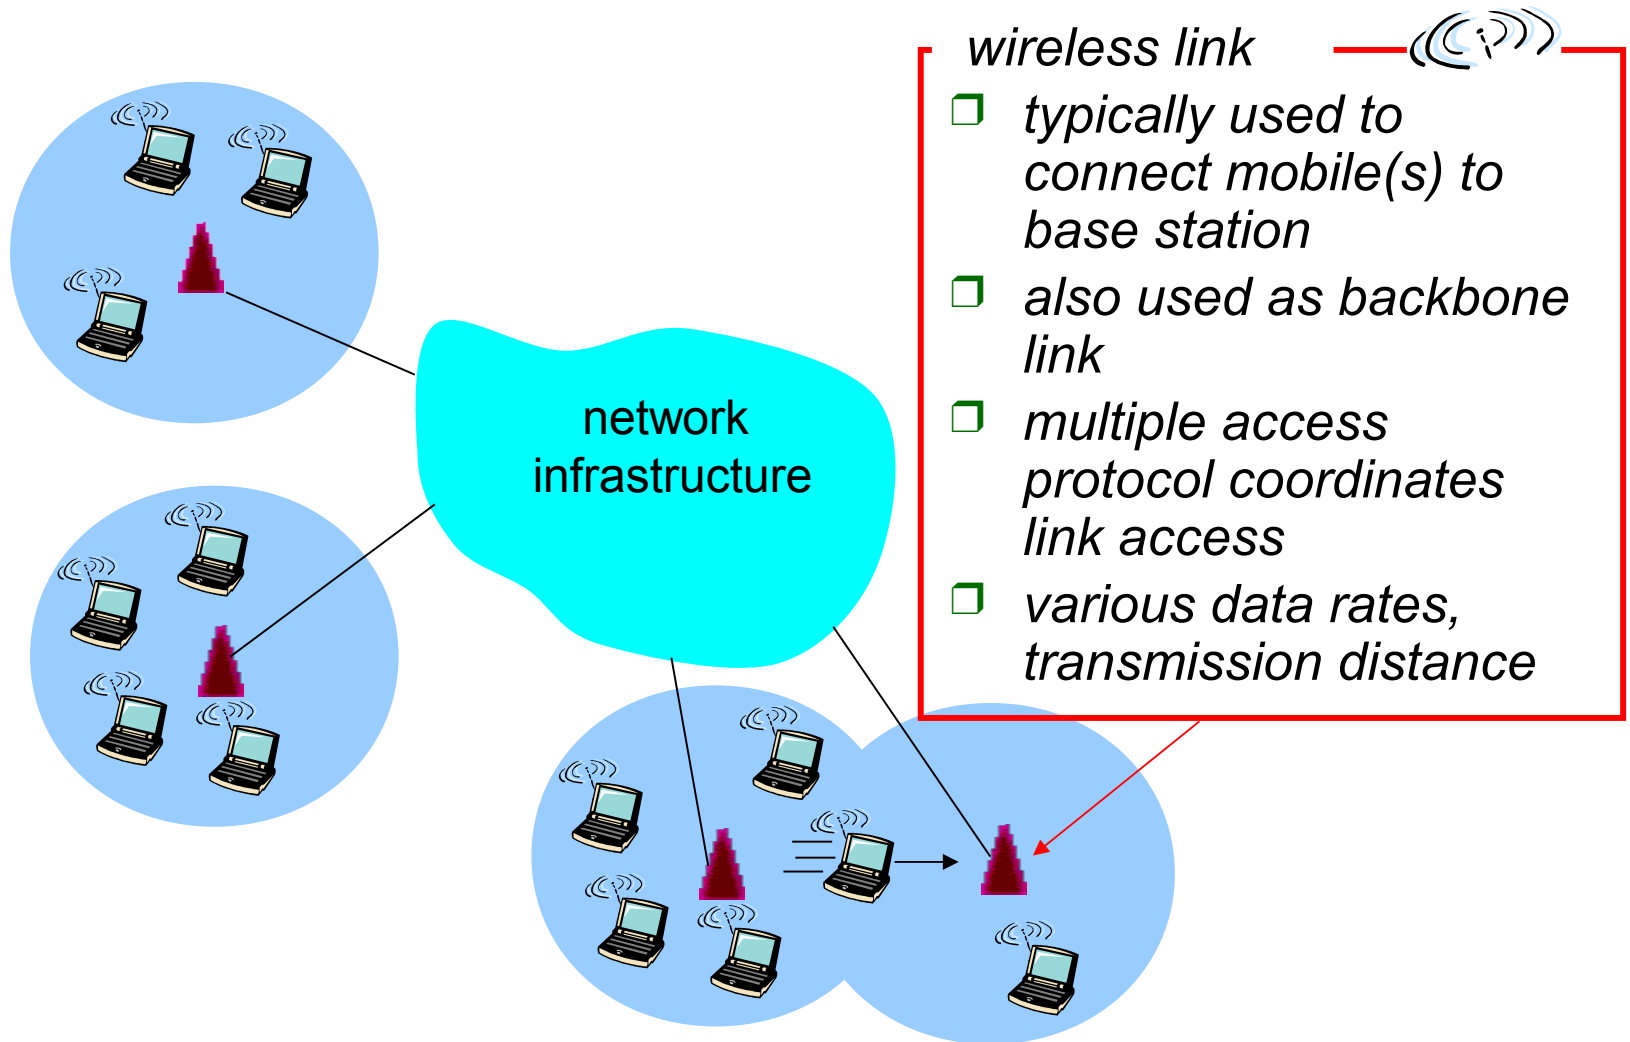 wireless link
❒ typically used to
connect mobile(s) to
base station
❒ also used as backbone
link
❒ multiple access
protocol coordinates
link access
❒ various data rates,
transmission distance
network
infrastructure